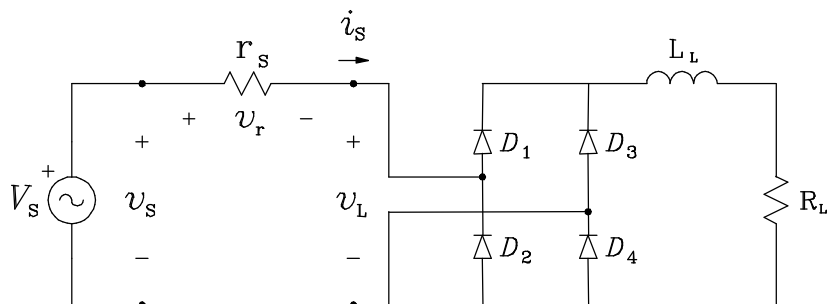 i_S
r_S
L_L
+ v_r −
+ + D_1 D_3
+
V_S v_S v_L R_L
D_2 D_4
− −